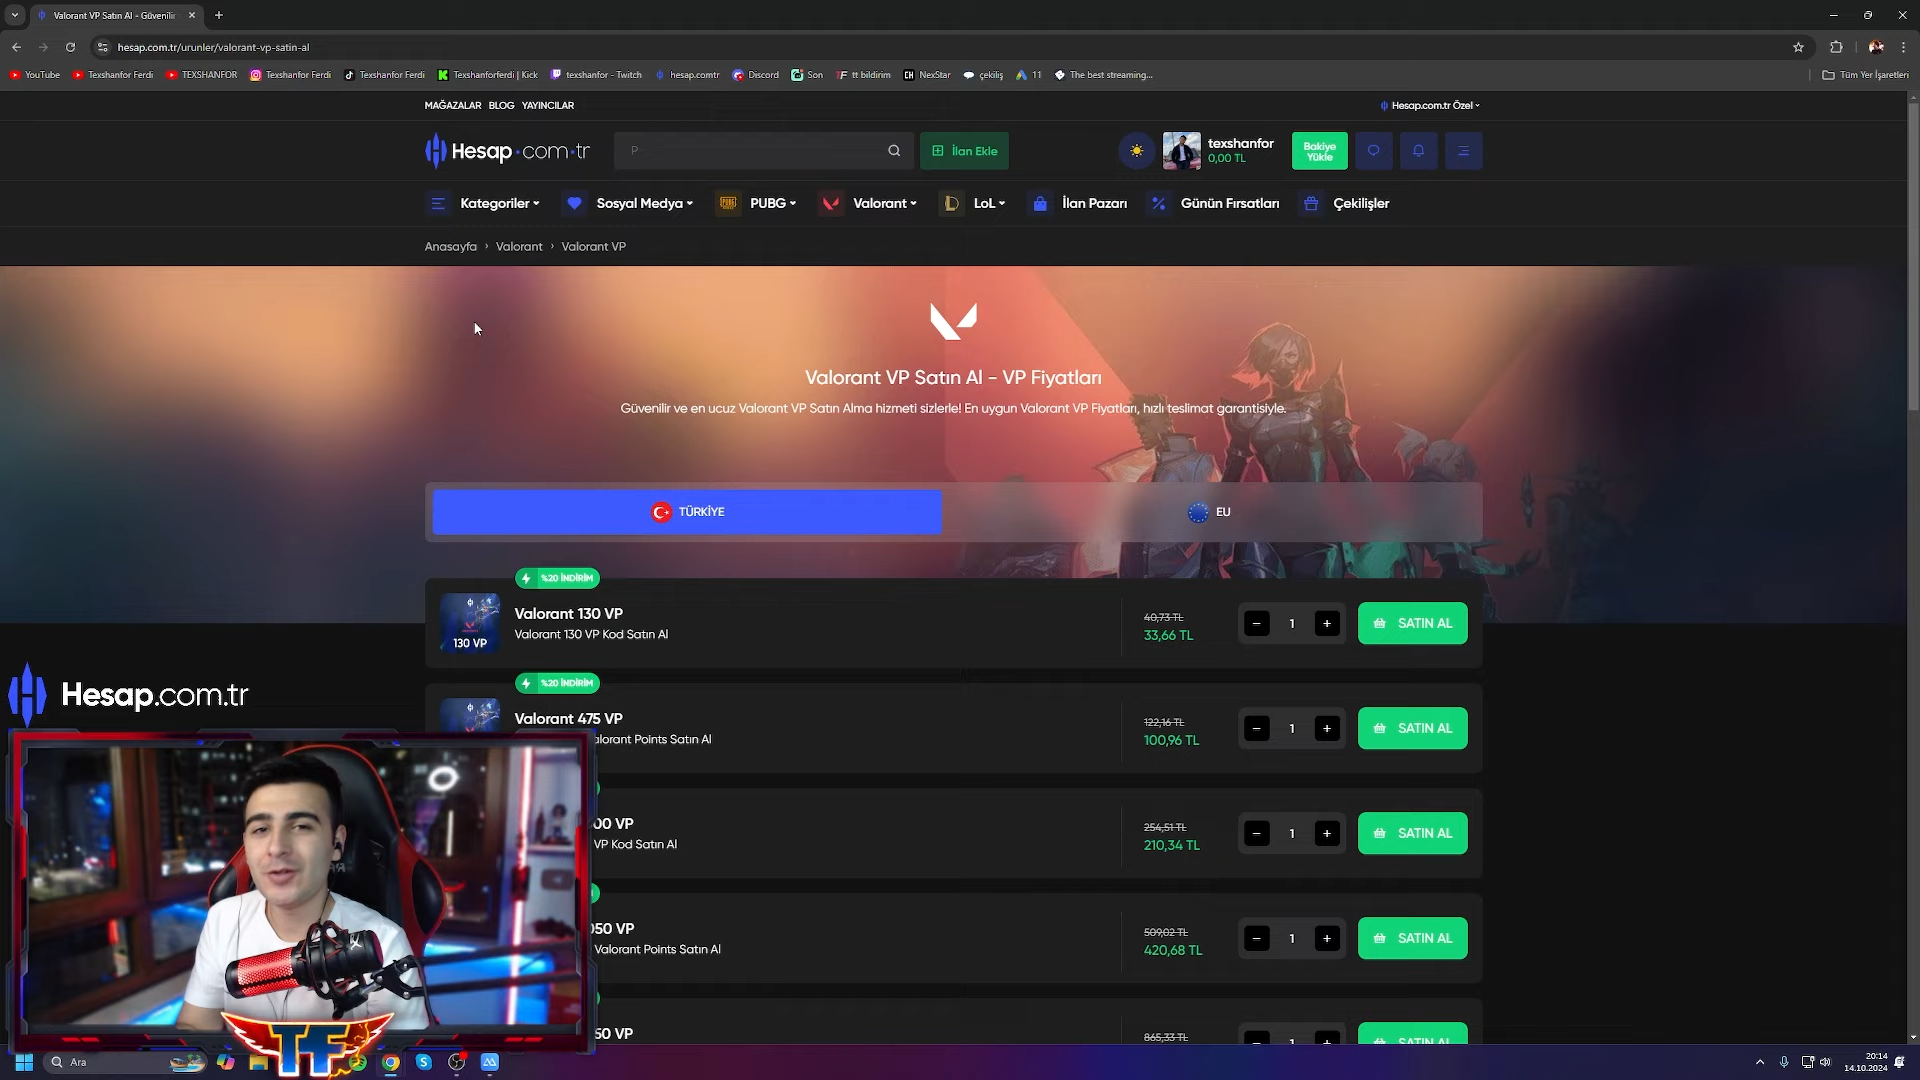 Valorant VP Satın Al - Güvenilir
hesap.com.tr/urunler/valorant-vp-satin-al
YouTube
Texshanfor Ferdi
TEXSHANFOR
Texshanfor Ferdi
Texshanfor Ferdi
Texshanforferdi | Kick
texshanfor - Twitch
hesap.comtr
Discord
Son
tt bildirim
NexStar
çekiliş
11
The best streaming...
Tüm Yer İşaretleri
MAĞAZALAR BLOG YAYINCILAR
Hesap.com.tr Özel
Hesap.com.tr
P
İlan Ekle
texshanfor
0,00 TL
Bakiye
Yükle
Kategoriler
Sosyal Medya
PUBG
Valorant
LoL
İlan Pazarı
Günün Fırsatları
Çekilişler
Anasayfa › Valorant › Valorant VP
Valorant VP Satın Al - VP Fiyatları
Güvenilir ve en ucuz Valorant VP Satın Alma hizmeti sizlerle! En uygun Valorant VP Fiyatları, hızlı teslimat garantisiyle.
TÜRKİYE
EU
%20 İNDİRİM
130 VP
Valorant 130 VP
Valorant 130 VP Kod Satın Al
40,73 TL
33,66 TL
1
SATIN AL
%20 İNDİRİM
Valorant 475 VP
alorant Points Satın Al
122,16 TL
100,96 TL
1
SATIN AL
Hesap.com.tr
00 VP
VP Kod Satın Al
254,51 TL
210,34 TL
1
SATIN AL
050 VP
Valorant Points Satın Al
509,02 TL
420,68 TL
1
SATIN AL
50 VP
865,33 TL
1
SATIN AL
TF
Ara
20:14
14.10.2024